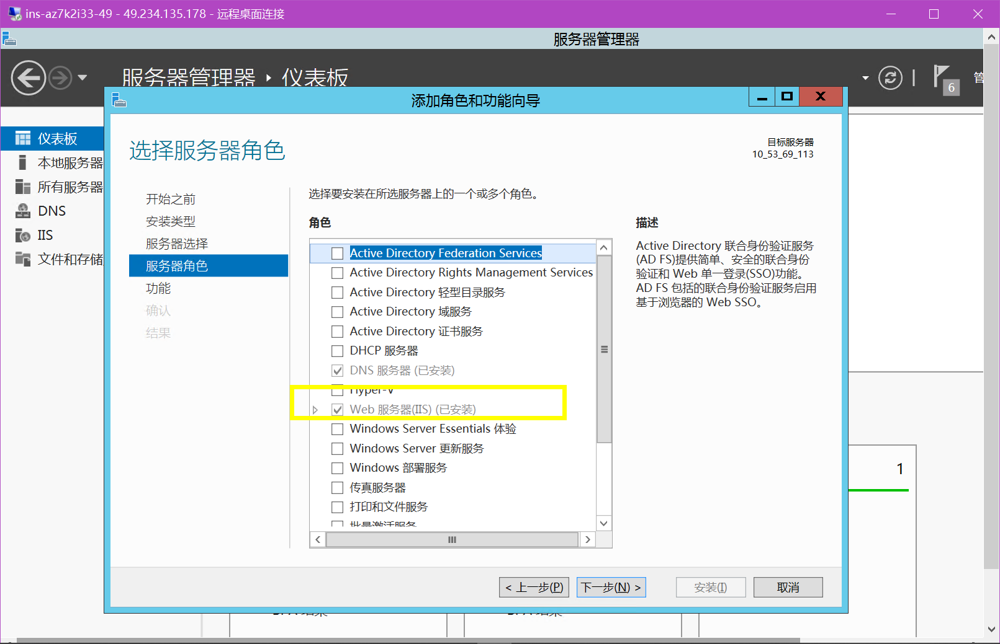 ins-az7k2i33-49 - 49.234.135.178 - 远程桌面连接
服务器管理器
服务器管理器 ‣ 仪表板
6
管
添加角色和功能向导
仪表板
本地服务器
所有服务器
DNS
IIS
文件和存储
选择服务器角色
目标服务器
10_53_69_113
开始之前
安装类型
服务器选择
服务器角色
功能
确认
结果
选择要安装在所选服务器上的一个或多个角色。
角色
Active Directory Federation Services
Active Directory Rights Management Services
Active Directory 轻型目录服务
Active Directory 域服务
Active Directory 证书服务
DHCP 服务器
DNS 服务器 (已安装)
Hyper-V
Web 服务器(IIS) (已安装)
Windows Server Essentials 体验
Windows Server 更新服务
Windows 部署服务
传真服务器
打印和文件服务
批量激活服务
描述
Active Directory 联合身份验证服务
(AD FS)提供简单、安全的联合身份
验证和 Web 单一登录(SSO)功能。
AD FS 包括的联合身份验证服务启用
基于浏览器的 Web SSO。
1
< 上一步(P)
下一步(N) >
安装(I)
取消
BPA 结果
BPA 结果